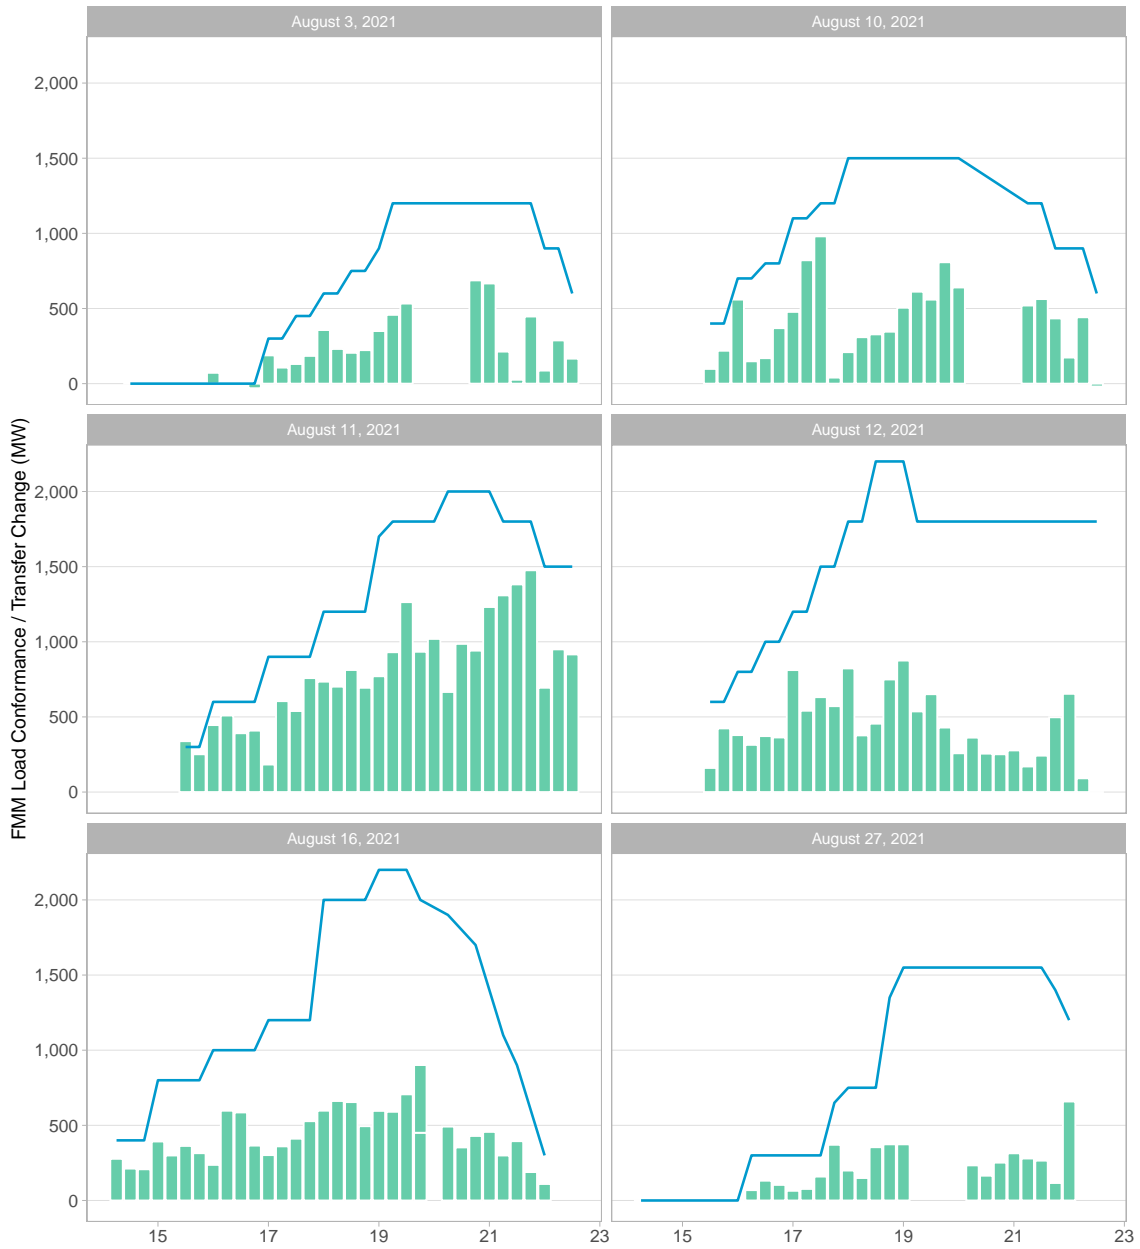 August 3, 2021
August 10, 2021
2,000
1,500
1,000
500
0
August 11, 2021
August 12, 2021
FMM Load Conformance / Transfer Change (MW)
2,000
1,500
1,000
500
0
August 16, 2021
August 27, 2021
2,000
1,500
1,000
500
0
15 17 19 21 23 15 17 19 21 23